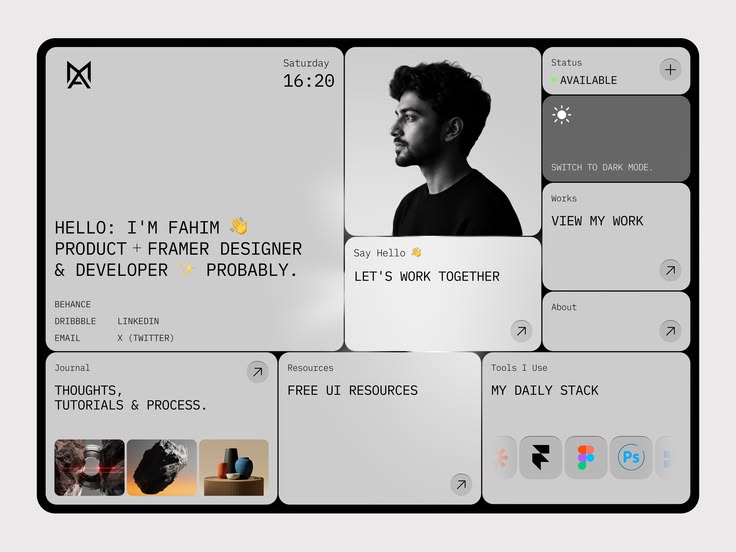 Saturday
16:20
HELLO: I'M FAHIM 👋
PRODUCT + FRAMER DESIGNER
& DEVELOPER ✨ PROBABLY.
BEHANCE
DRIBBBLE LINKEDIN
EMAIL X (TWITTER)
Say Hello 👋
LET'S WORK TOGETHER
Status
AVAILABLE
SWITCH TO DARK MODE.
Works
VIEW MY WORK
About
Journal
THOUGHTS,
TUTORIALS & PROCESS.
Resources
FREE UI RESOURCES
Tools I Use
MY DAILY STACK
Ps